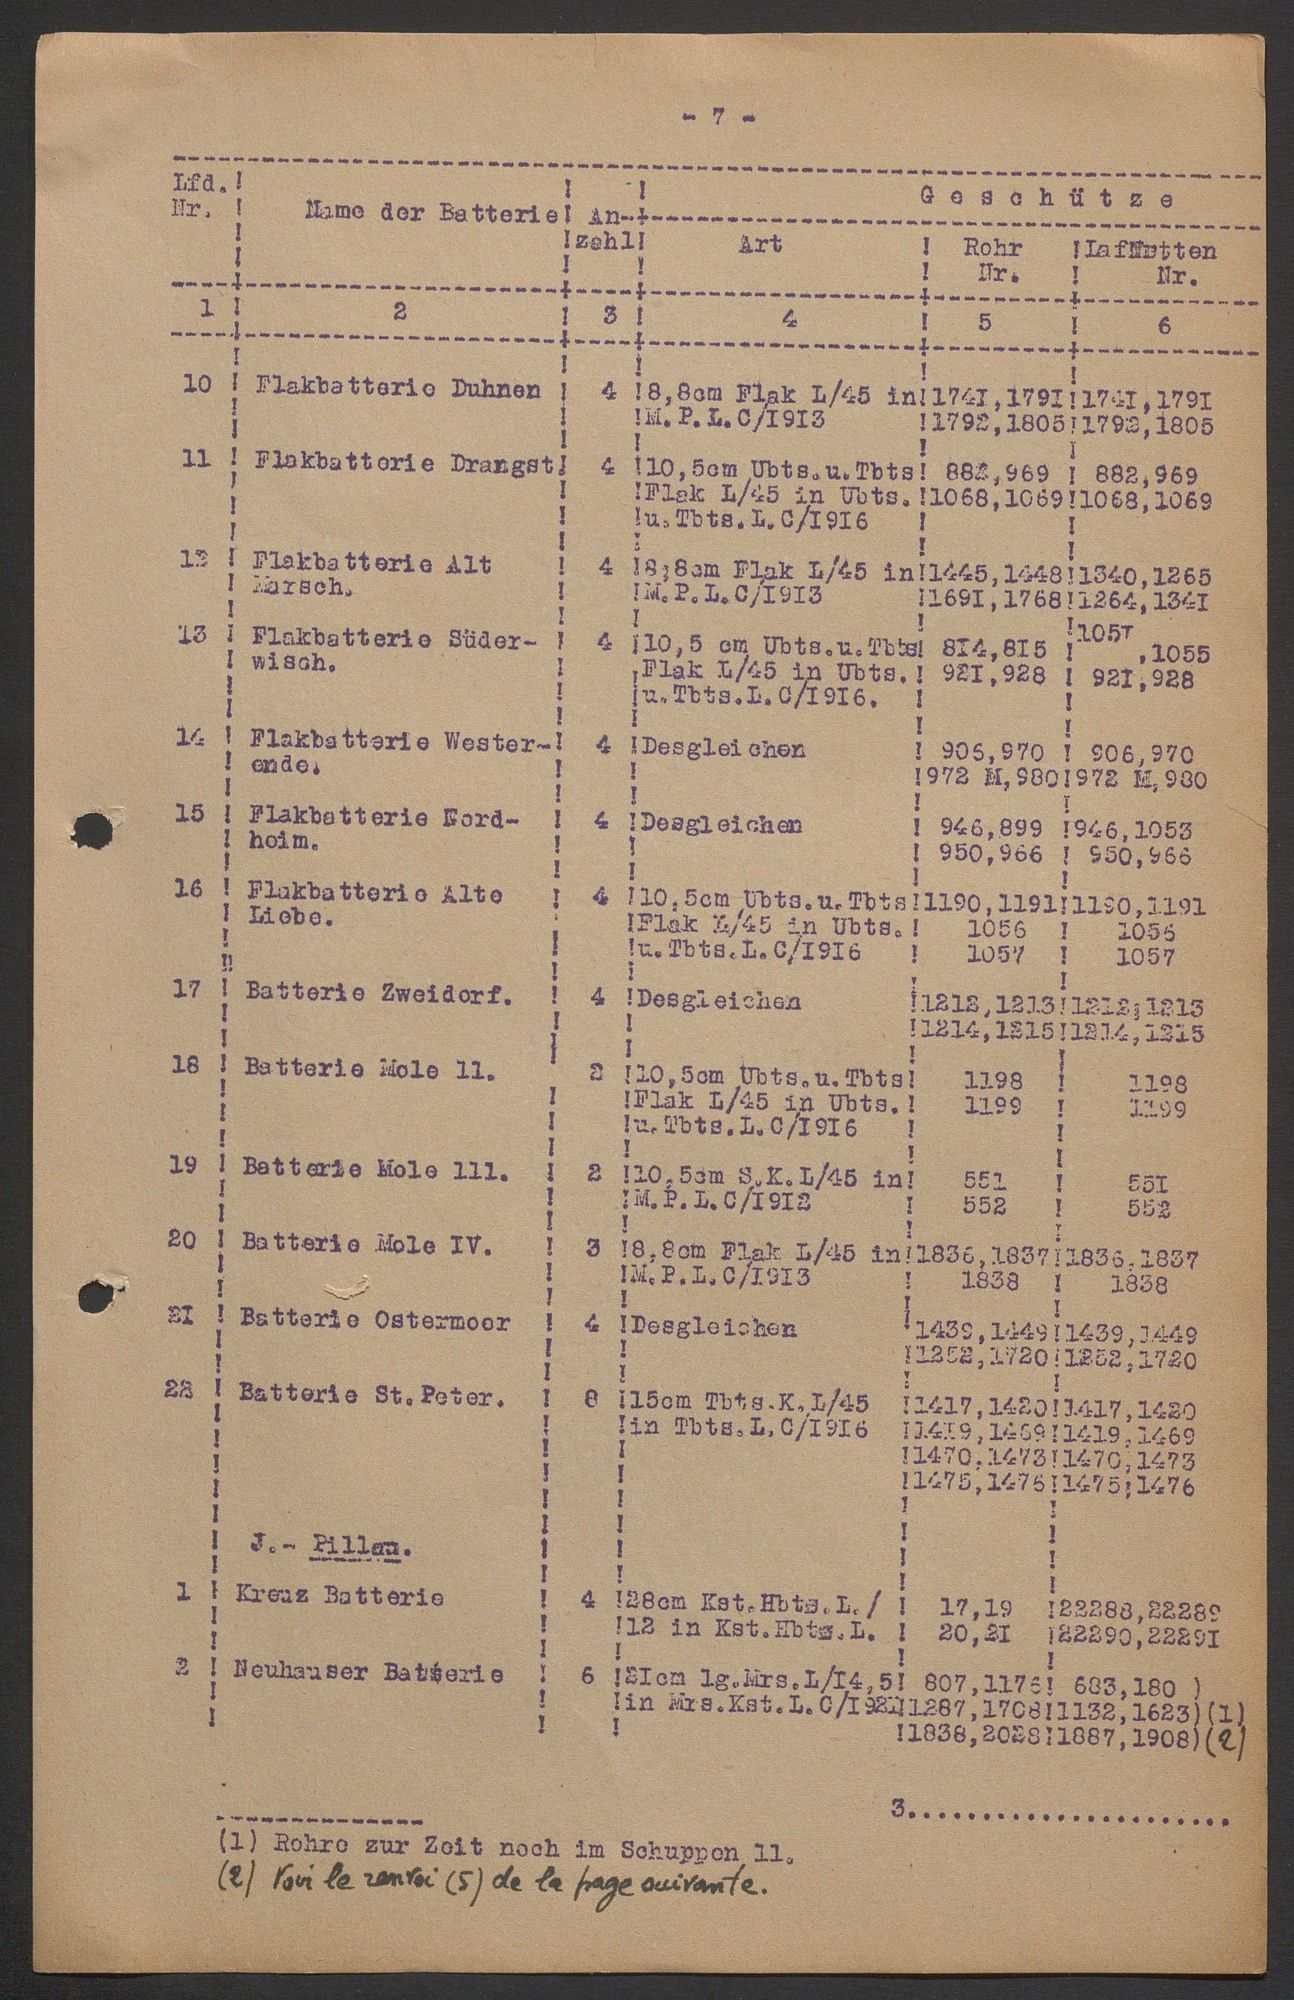 - 7 -
Lfd. ! ! ! Geschütze
Nr. ! Name der Batterie! An-!
! !zahl! Art ! Rohr !Lafetten
! ! ! ! Nr. ! Nr.
1 ! 2 ! 3 ! 4 ! 5 ! 6
10 ! Flakbatterie Duhnen ! 4 !8,8cm Flak L/45 in!1741,1791!1741,1791
!M.P.L.C/1913 !1792,1805!1792,1805
11 ! Flakbatterie Drangst! 4 !10,5cm Ubts.u.Tbts! 882,969 ! 882,969
!Flak L/45 in Ubts.!1068,1069!1068,1069
!u.Tbts.L.C/1916 ! !
12 ! Flakbatterie Alt ! 4 !8,8cm Flak L/45 in!1445,1448!1340,1265
! Marsch. ! !M.P.L.C/1913 !1691,1768!1264,1341
13 ! Flakbatterie Süder- ! 4 !10,5 cm Ubts.u.Tbts! 814,815 !1051,1055
! wisch. !Flak L/45 in Ubts.! 921,928 ! 921,928
!u.Tbts.L.C/1916. ! !
14 ! Flakbatterie Wester-! 4 !Desgleichen ! 906,970 ! 906,970
! ende. ! ! !972 M,980!972 M,980
15 ! Flakbatterie Nord- ! 4 !Desgleichen ! 946,899 !946,1053
! heim. ! ! ! 950,966 ! 950,966
16 ! Flakbatterie Alte ! 4 !10,5cm Ubts.u.Tbts!1190,1191!1190,1191
! Liebe. !Flak L/45 in Ubts.! 1056 ! 1056
!u.Tbts.L.C/1916 ! 1057 ! 1057
17 ! Batterie Zweidorf. ! 4 !Desgleichen !1212,1213!1212,1213
!1214,1215!1214,1215
18 ! Batterie Mole 11. ! 2 !10,5cm Ubts.u.Tbts! 1198 ! 1198
!Flak L/45 in Ubts.! 1199 ! 1199
!u.Tbts.L.C/1916 ! !
19 ! Batterie Mole 111. ! 2 !10,5cm S.K.L/45 in! 551 ! 551
!M.P.L.C/1912 ! 552 ! 552
20 ! Batterie Mole IV. ! 3 !8,8cm Flak L/45 in!1836,1837!1836,1837
!M.P.L.C/1913 ! 1838 ! 1838
21 ! Batterie Ostermoor ! 4 !Desgleichen !1439,1449!1439,1449
!1252,1720!1252,1720
22 ! Batterie St.Peter. ! 8 !15cm Tbts.K.L/45 !1417,1420!1417,1420
!in Tbts.L.C/1916 !1419,1469!1419,1469
!1470,1473!1470,1473
!1475,1476!1475,1476
J.- Pillau.
1 ! Kreuz Batterie ! 4 !28cm Kst.Hbts.L./ ! 17,19 !22288,22289
!12 in Kst.Hbts.L. ! 20,21 !22290,22291
2 ! Neuhauser Batterie ! 6 !21cm lg.Mrs.L/14,5! 807,1176! 683,180 )
!in Mrs.Kst.L.C/1921!1287,1708!1132,1623)(1)
!1838,2028!1887,1908)(2)
3......................
(1) Rohre zur Zeit noch im Schuppen 11.
(2) Voir le renvoi (5) de la page suivante.